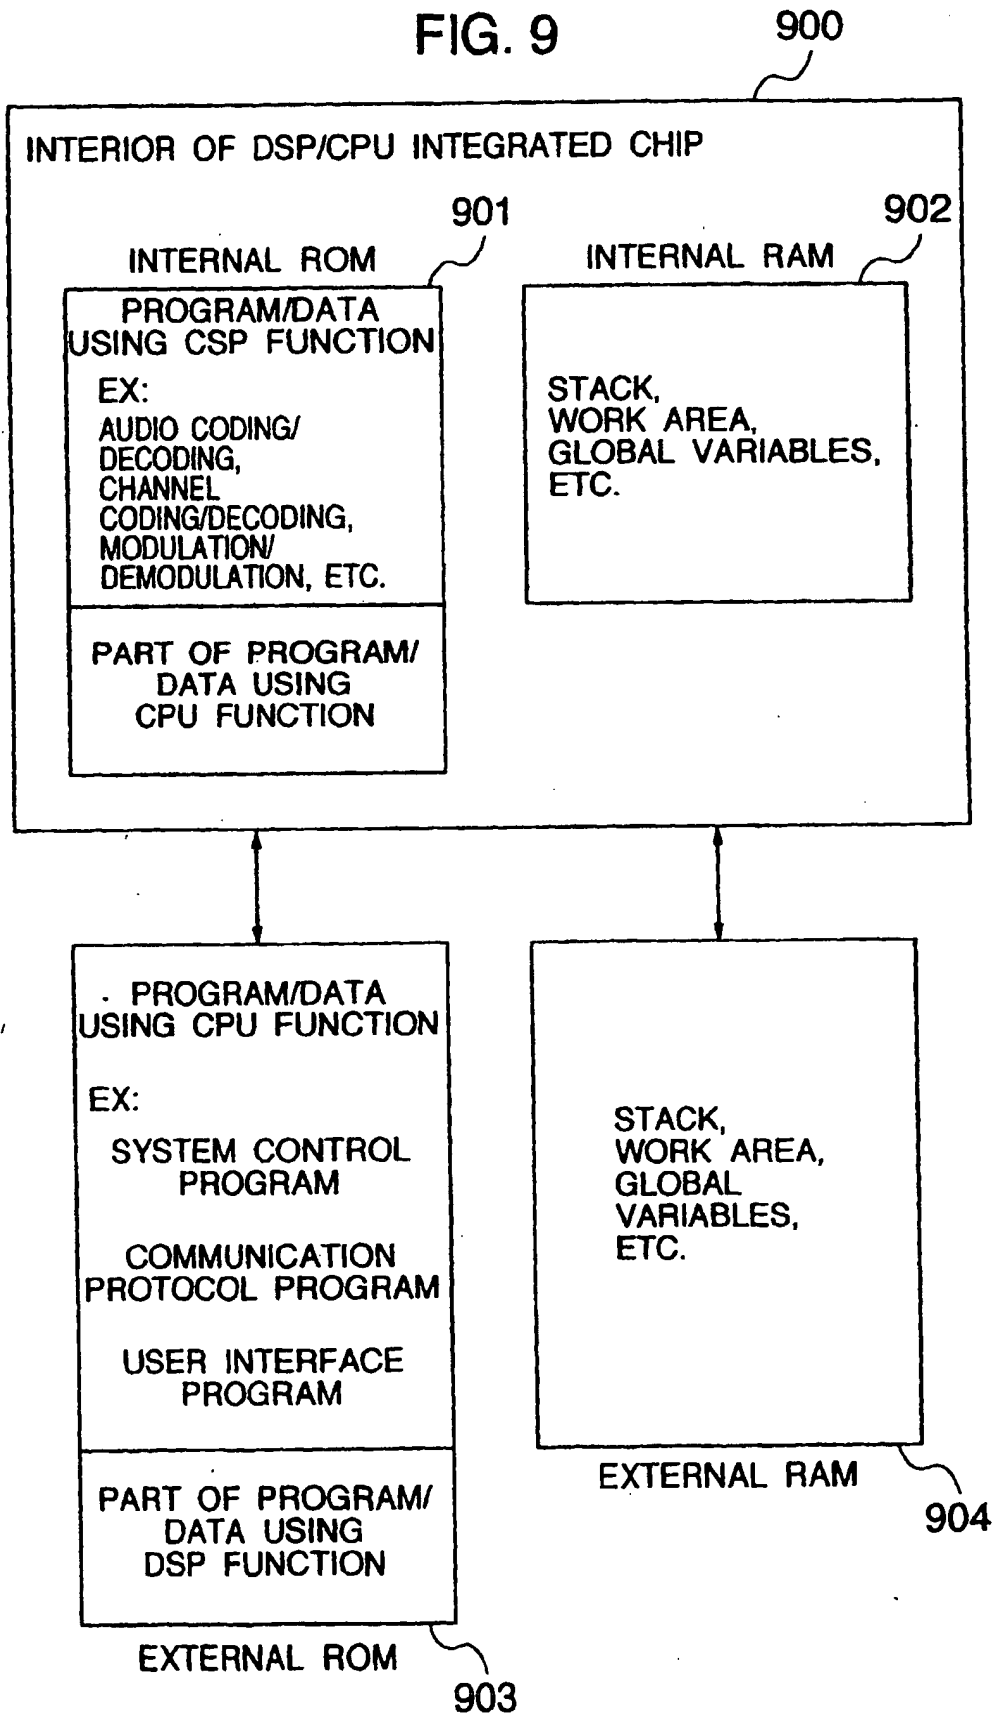 FIG. 9
900
INTERIOR OF DSP/CPU INTEGRATED CHIP
901
902
INTERNAL ROM
PROGRAM/DATA
USING CSP FUNCTION
EX:
AUDIO CODING/
DECODING,
CHANNEL
CODING/DECODING,
MODULATION/
DEMODULATION, ETC.
PART OF PROGRAM/
DATA USING
CPU FUNCTION
INTERNAL RAM
STACK,
WORK AREA,
GLOBAL VARIABLES,
ETC.
PROGRAM/DATA
USING CPU FUNCTION
EX:
SYSTEM CONTROL
PROGRAM
COMMUNICATION
PROTOCOL PROGRAM
USER INTERFACE
PROGRAM
PART OF PROGRAM/
DATA USING
DSP FUNCTION
EXTERNAL ROM
903
STACK,
WORK AREA,
GLOBAL
VARIABLES,
ETC.
EXTERNAL RAM
904